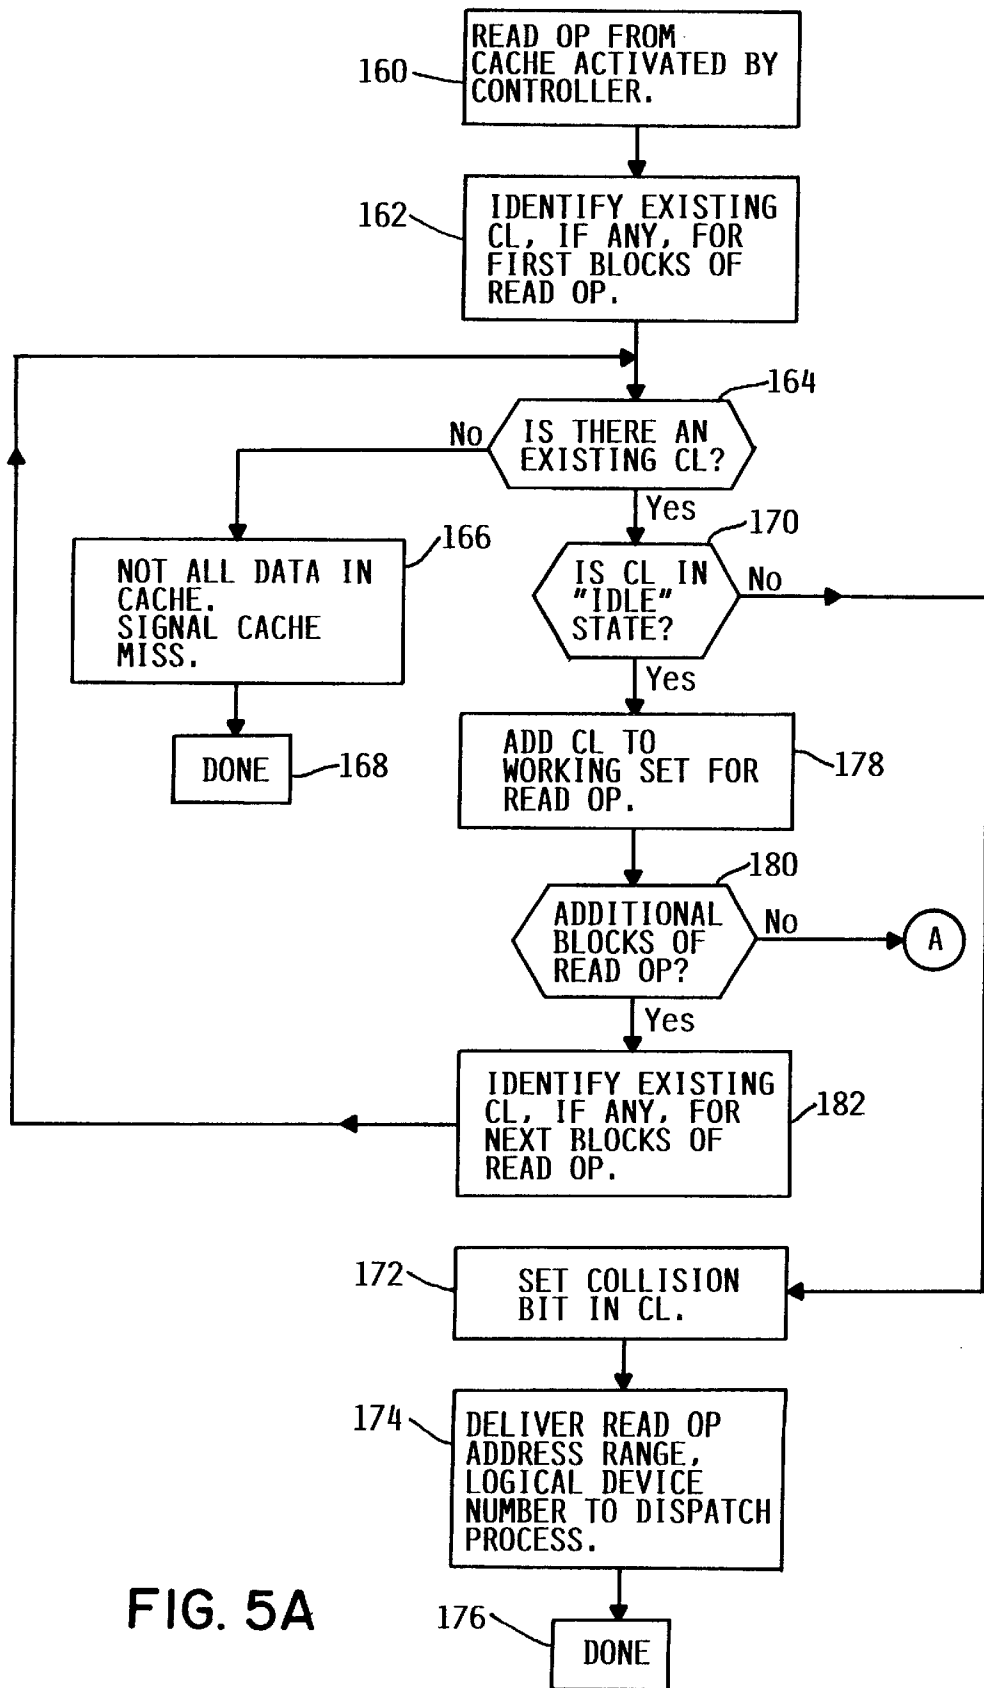 READ OP FROM
CACHE ACTIVATED BY
CONTROLLER.
160
IDENTIFY EXISTING
CL, IF ANY, FOR
FIRST BLOCKS OF
READ OP.
162
164
IS THERE AN
EXISTING CL?
No
Yes
166
NOT ALL DATA IN
CACHE.
SIGNAL CACHE
MISS.
DONE
168
170
IS CL IN
"IDLE"
STATE?
No
Yes
ADD CL TO
WORKING SET FOR
READ OP.
178
180
ADDITIONAL
BLOCKS OF
READ OP?
No
A
Yes
IDENTIFY EXISTING
CL, IF ANY, FOR
NEXT BLOCKS OF
READ OP.
182
172
SET COLLISION
BIT IN CL.
174
DELIVER READ OP
ADDRESS RANGE,
LOGICAL DEVICE
NUMBER TO DISPATCH
PROCESS.
176
DONE
FIG. 5A